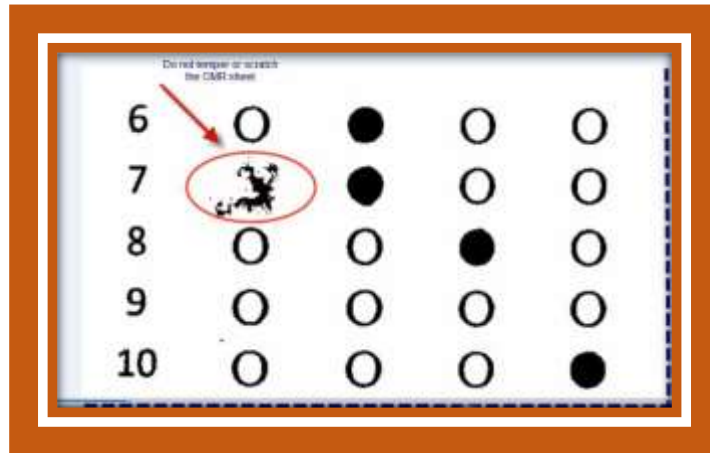 Do not temper or scratch
the OMR sheet
6 O ● O O
7 ● O O
8 O O ● O
9 O O O O
10 O O O ●